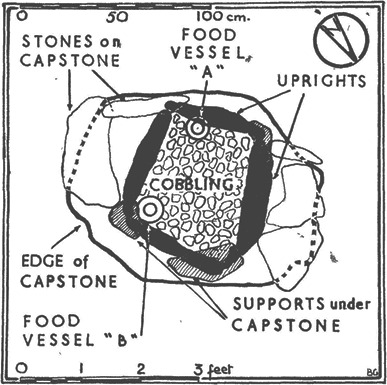 0 50 100 cm.
STONES on
CAPSTONE
FOOD
VESSEL
"A"
UPRIGHTS
COBBLING
EDGE of
CAPSTONE
FOOD
VESSEL "B"
SUPPORTS under
CAPSTONE
0 1 2 3 feet
BG